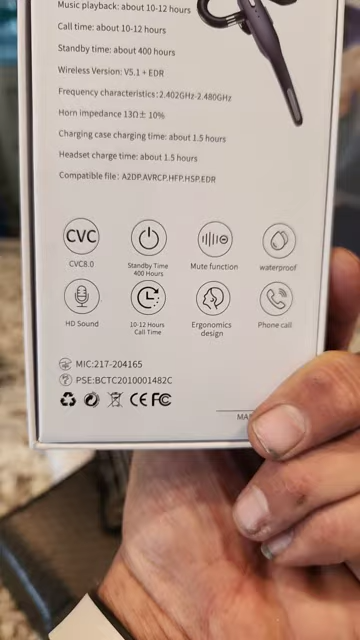 Music playback: about 10-12 hours
Call time: about 10-12 hours
Standby time: about 400 hours
Wireless Version: V5.1 + EDR
Frequency characteristics:2.402GHz-2.480GHz
Horn impedance 13Ω± 10%
Charging case charging time: about 1.5 hours
Headset charge time: about 1.5 hours
Compatible file: A2DP.AVRCP.HFP.HSP.EDR
CVC
CVC8.0
Standby Time
400 Hours
Mute function
waterproof
HD Sound
10-12 Hours
Call Time
Ergonomics
design
Phone call
MIC:217-204165
PSE:BCTC2010001482C
CE FC